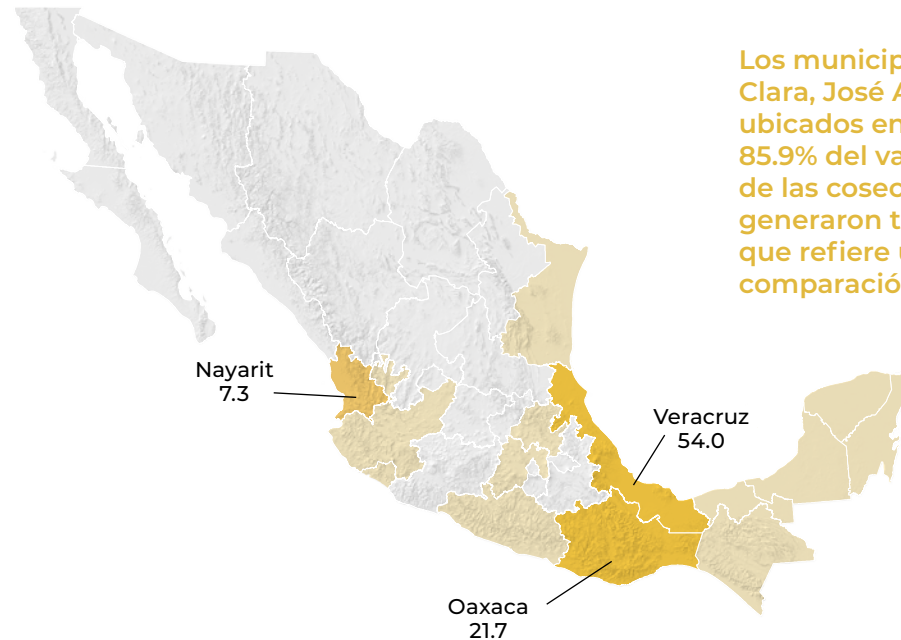 Los municip
Clara, José A
ubicados en
85.9% del va
de las cosec
generaron t
que refiere u
comparació
Nayarit
7.3
Veracruz
54.0
Oaxaca
21.7